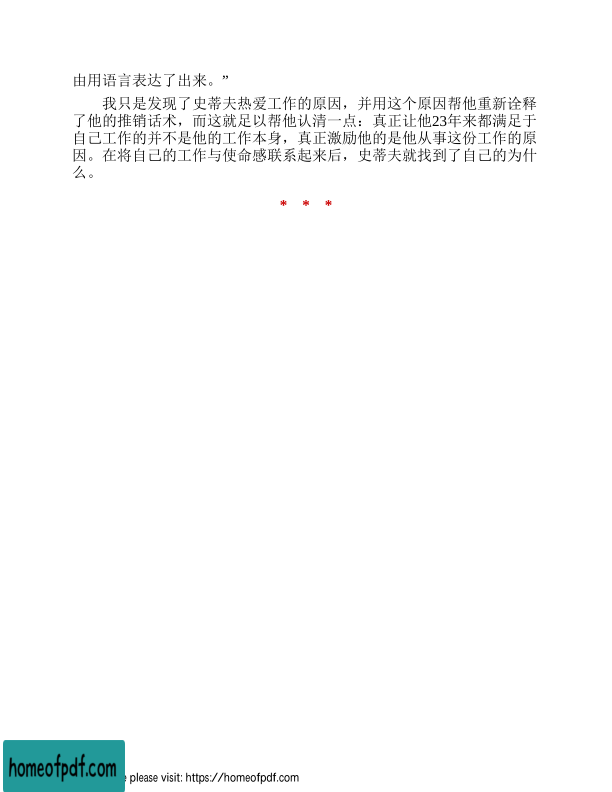 由用语言表达了出来。”
我只是发现了史蒂夫热爱工作的原因，并用这个原因帮他重新诠释
了他的推销话术，而这就足以帮他认清一点：真正让他23年来都满足于
自己工作的并不是他的工作本身，真正激励他的是他从事这份工作的原
因。在将自己的工作与使命感联系起来后，史蒂夫就找到了自己的为什
么。
* * *
homeofpdf.com
please visit: https://homeofpdf.com